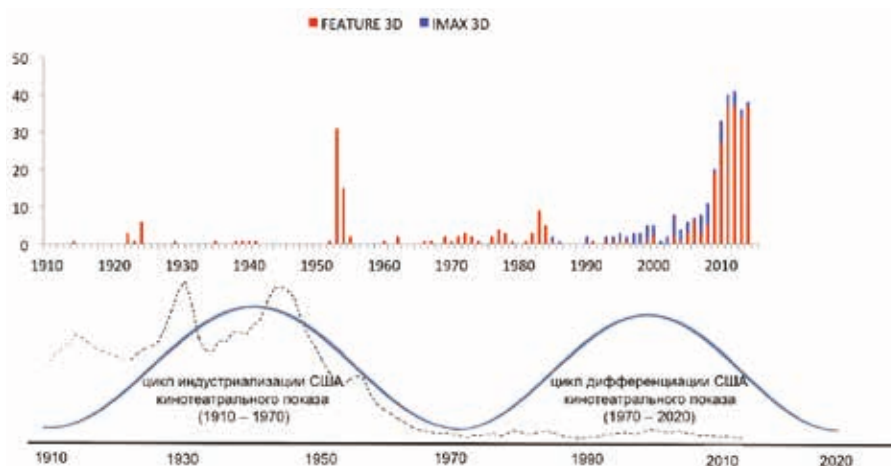 FEATURE 3D IMAX 3D
50
40
30
20
10
0
1910 1920 1930 1940 1950 1960 1970 1980 1990 2000 2010
цикл индустриализации США
кинотеатрального показа
(1910 – 1970)
цикл дифференциации США
кинотеатрального показа
(1970 – 2020)
1910 1930 1950 1970 1990 2010 2020